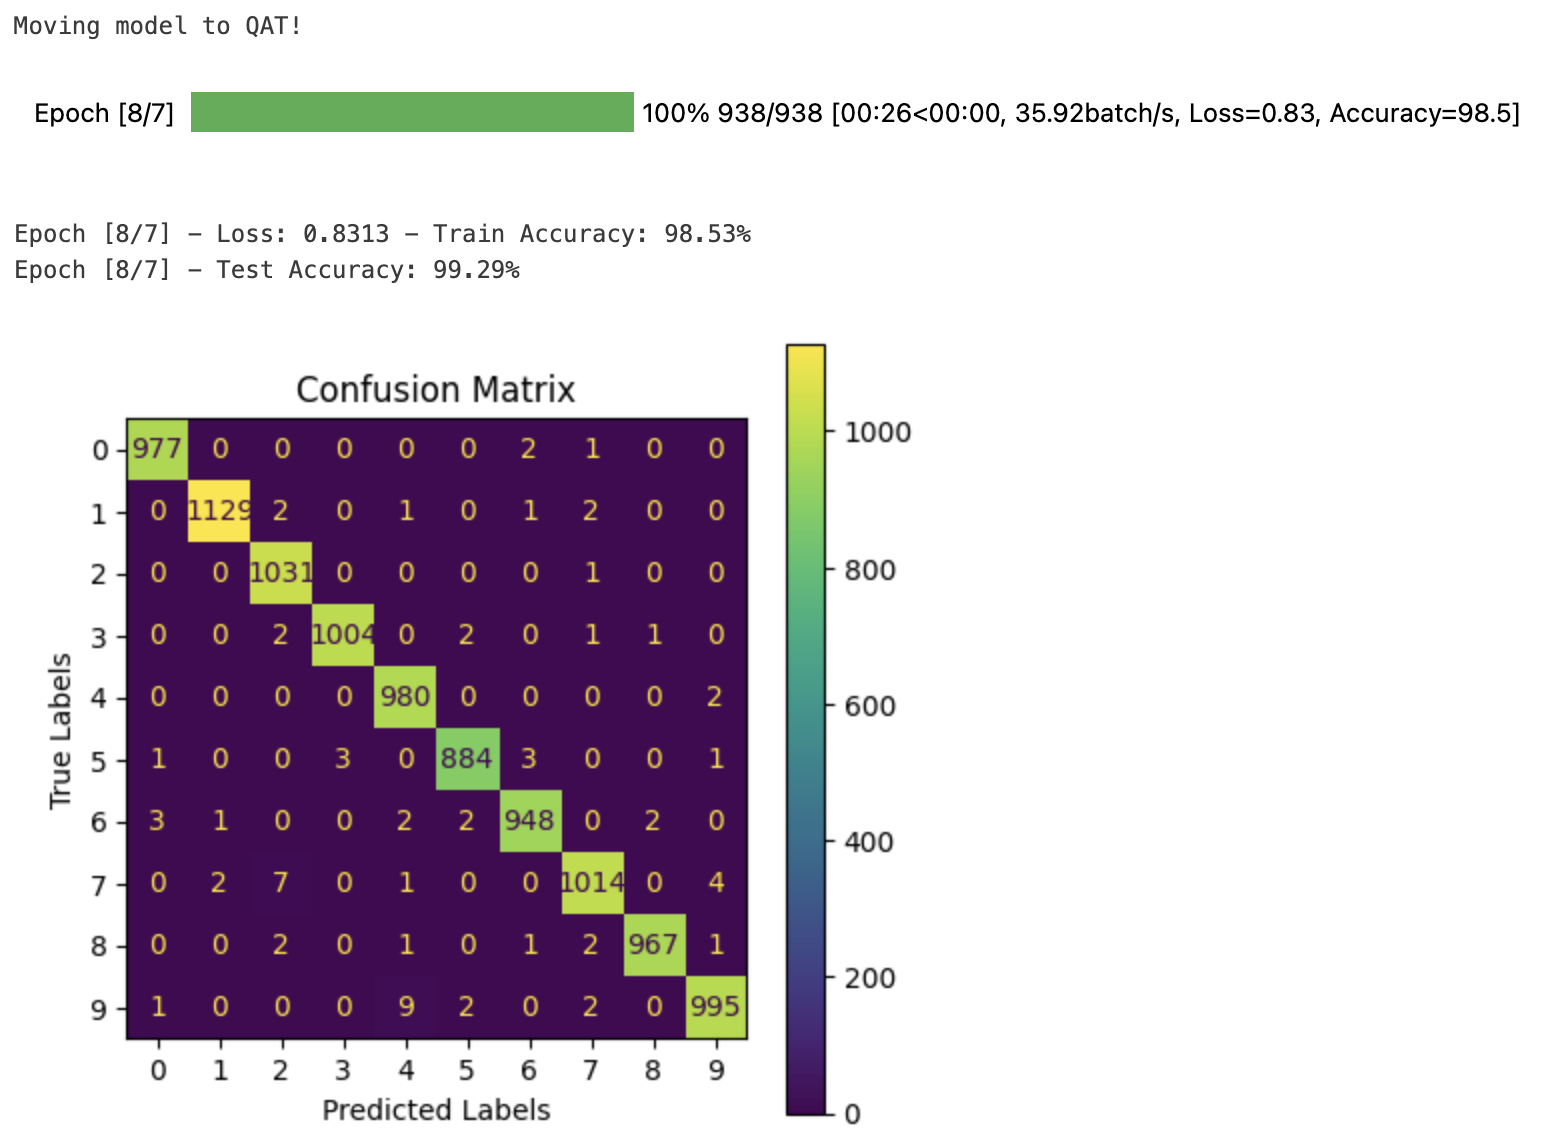 Moving model to QAT!
Epoch [8/7] 100% 938/938 [00:26<00:00, 35.92batch/s, Loss=0.83, Accuracy=98.5]
Epoch [8/7] – Loss: 0.8313 – Train Accuracy: 98.53%
Epoch [8/7] – Test Accuracy: 99.29%
Confusion Matrix
0 977 0 0 0 0 0 2 1 0 0
1 0 1129 2 0 1 0 1 2 0 0
2 0 0 1031 0 0 0 0 1 0 0
3 0 0 2 1004 0 2 0 1 1 0
4 0 0 0 0 980 0 0 0 0 2
5 1 0 0 3 0 884 3 0 0 1
6 3 1 0 0 2 2 948 0 2 0
7 0 2 7 0 1 0 0 1014 0 4
8 0 0 2 0 1 0 1 2 967 1
9 1 0 0 0 9 2 0 2 0 995
0 1 2 3 4 5 6 7 8 9
True Labels
Predicted Labels
1000
800
600
400
200
0